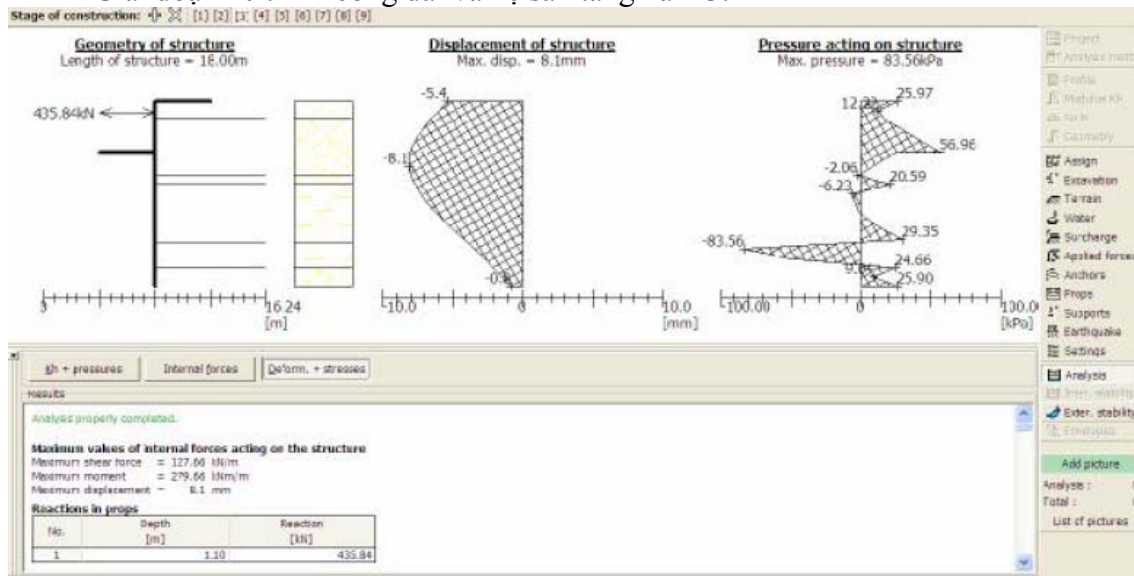 Stage of construction: [1] [2] [3] [4] [5] [6] [7] [8] [9]
Geometry of structure
Length of structure = 18.00m
435.84kN
16.24
[m]
Displacement of structure
Max. disp. = 8.1mm
-5.4
-8.1
-10.0
0
10.0
[mm]
Pressure acting on structure
Max. pressure = 83.56kPa
25.97
56.96
-2.06
20.59
-6.23
29.35
-83.56
24.66
25.90
-100.00
0
100.0
[kPa]
Project
Profile
Geometry
Assign
Excavation
Terrain
Water
Surcharge
Applied forces
Anchors
Props
Supports
Earthquake
Settings
Analysis
Exter. stability
Envelopes
Add picture
Analysis :
Total :
List of pictures
Kh + pressures
Internal forces
Deform. + stresses
Results
Analysis properly completed.
Maximum values of internal forces acting on the structure
Maximum shear force = 127.66 kN/m
Maximum moment = 279.66 kNm/m
Maximum displacement = 8.1 mm
Reactions in props
No. Depth Reaction
[m] [kN]
1 1.10 435.84